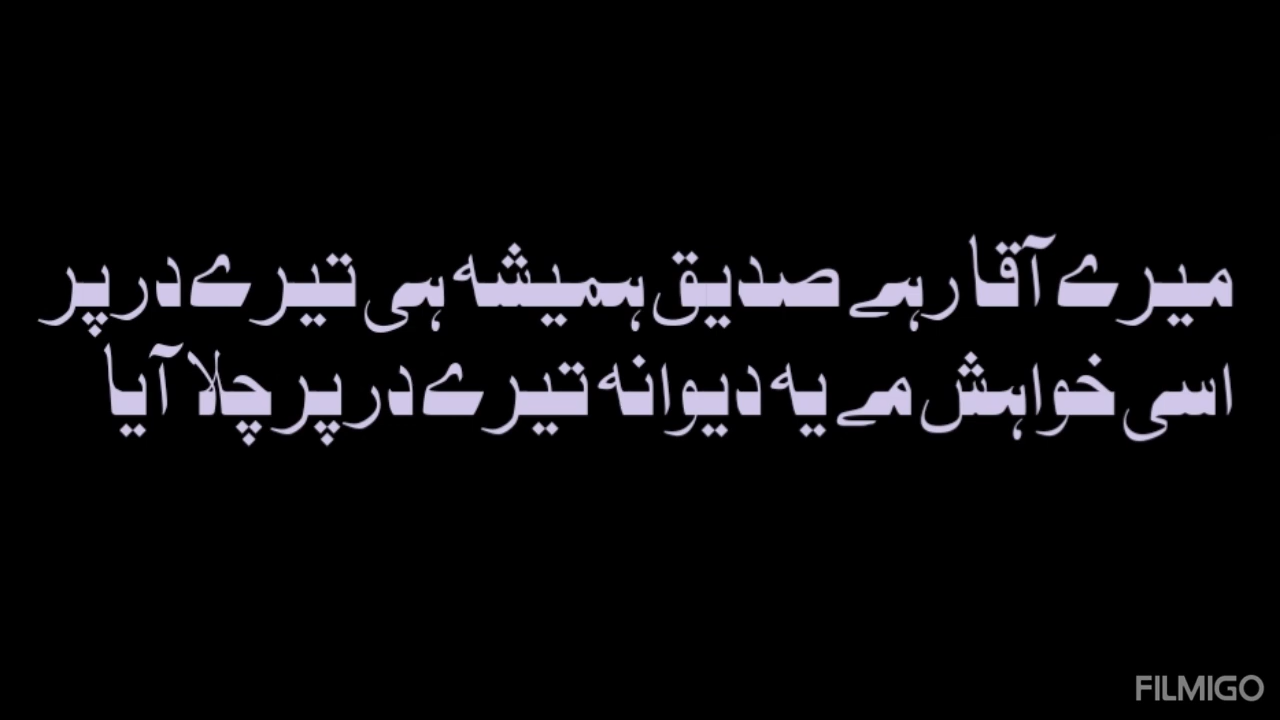 میرے آقا رہے صدیق ہمیشہ ہی تیرے در پر
اسی خواہش مے یہ دیوانہ تیرے در پر چلا آیا
FILMIGO